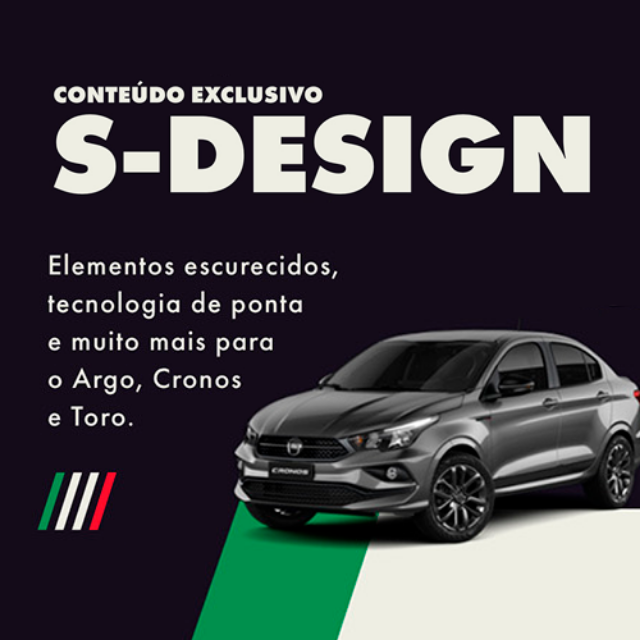 CONTEÚDO EXCLUSIVO
S-DESIGN
Elementos escurecidos,
tecnologia de ponta
e muito mais para
o Argo, Cronos
e Toro.
CRONOS